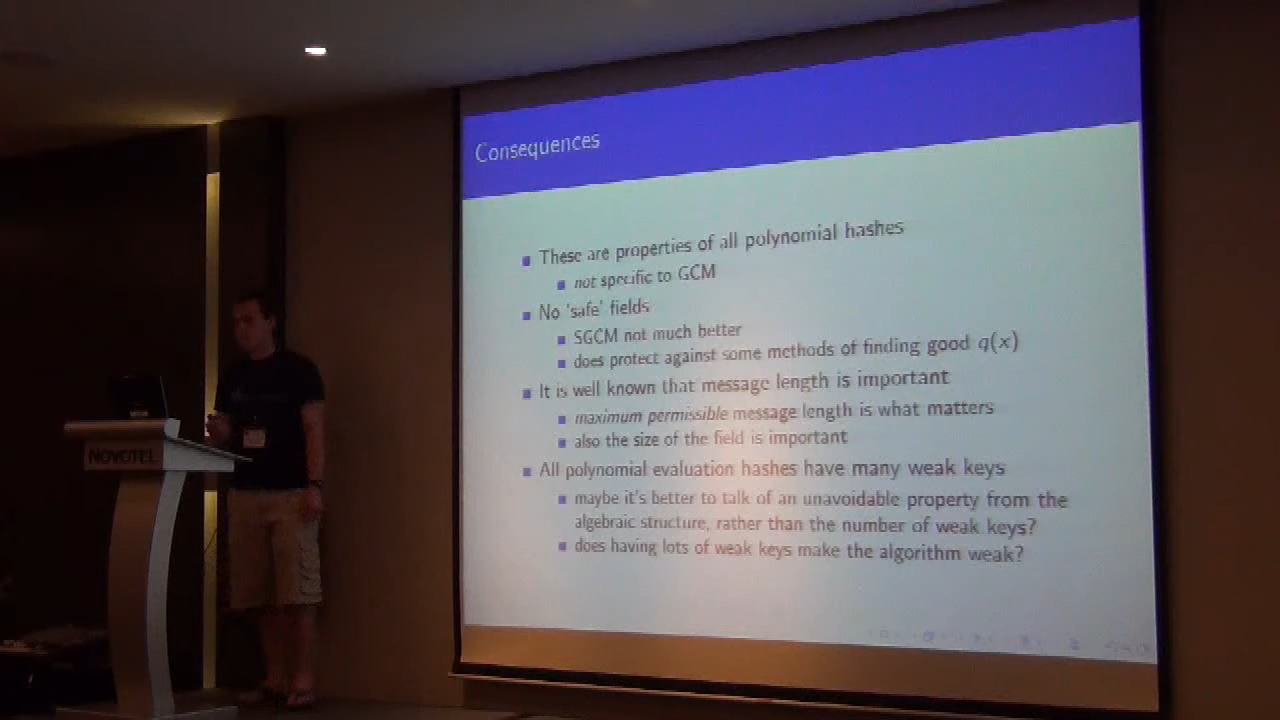 Consequences
These are properties of all polynomial hashes
not specific to GCM
No 'safe' fields
SGCM not much better
does protect against some methods of finding good q(x)
It is well known that message length is important
maximum permissible message length is what matters
also the size of the field is important
All polynomial evaluation hashes have many weak keys
maybe it's better to talk of an unavoidable property from the
algebraic structure, rather than the number of weak keys?
does having lots of weak keys make the algorithm weak?
NOVOTEL